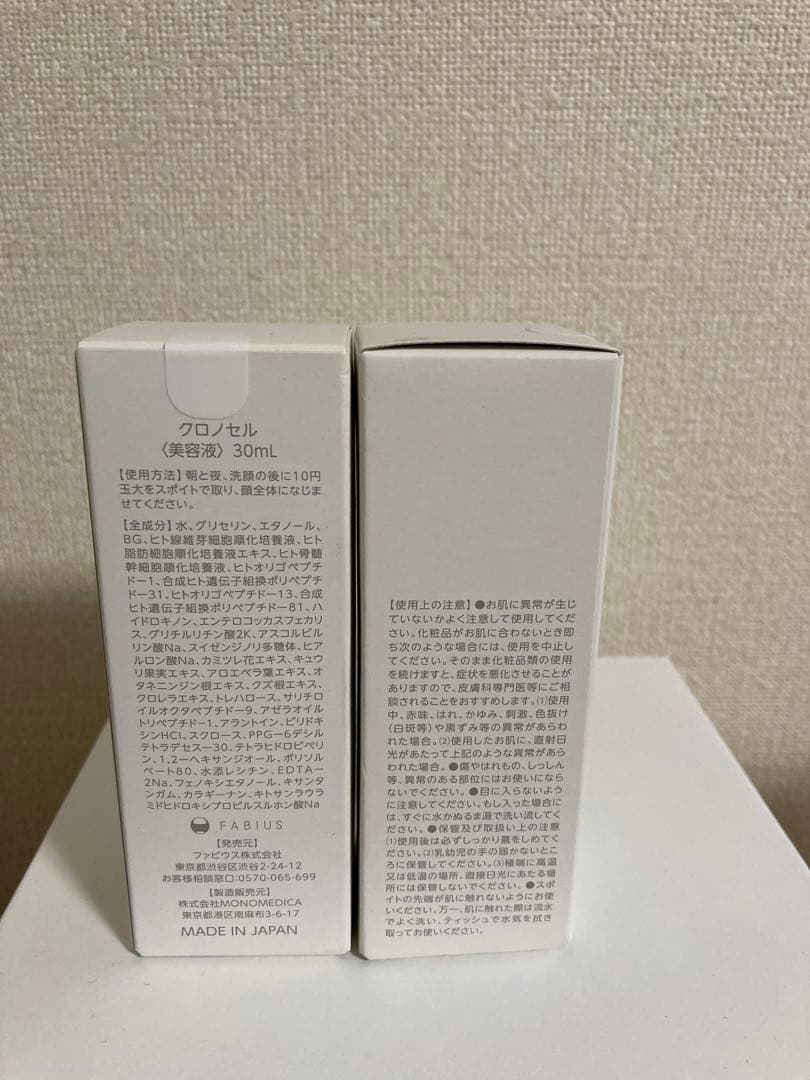 クロノセル
〈美容液〉 30mL
【使用方法】朝と夜、洗顔の後に10円
玉大をスポイトで取り、顔全体になじま
せてください。
【全成分】水、グリセリン、エタノール、
BG、ヒト線維芽細胞順化培養液、ヒト
脂肪細胞順化培養液エキス、ヒト骨髄
幹細胞順化培養液、ヒトオリゴペプチ
ドー1、合成ヒト遺伝子組換ポリペプチ
ドー31、ヒトオリゴペプチドー13、合成
ヒト遺伝子組換ポリペプチドー81、ハ
イドロキノン、エンテロコッカスフェカリ
ス、グリチルリチン酸2K、アスコルビル
リン酸Na、スイゼンジノリ多糖体、ヒア
ルロン酸Na、カミツレ花エキス、キュウ
リ果実エキス、アロエベラ葉エキス、オ
タネニンジン根エキス、クズ根エキス、
クロレラエキス、トレハロース、サリチロ
イルオクタペプチドー9、アゼラオイル
トリペプチドー1、アラントイン、ピリドキ
シンHCI、スクロース、PPG-6デシル
テトラデセスー30、テトラヒドロピペリ
ン、1,2-ヘキサンジオール、ポリソル
ベート80、水添レシチン、EDTA-
2Na、フェノキシエタノール、キサンタ
ンガム、カラギーナン、キトサンラウラ
ミドヒドロキシプロピルスルホン酸Na
FABIUS
【発売元】
ファビウス株式会社
東京都渋谷区渋谷2-24-12
お客様相談窓口:0570-065-699
【製造販売元】
株式会社MONOMEDICA
東京都港区南麻布3-6-17
MADE IN JAPAN
【使用上の注意】●お肌に異常が生じ
ていないかよく注意して使用してくださ
い。化粧品がお肌に合わないとき即
ち次のような場合には、使用を中止し
てください。そのまま化粧品類の使用
を続けますと、症状を悪化させることが
ありますので、皮膚科専門医等にご相
談されることをおすすめします。(1)使用
中、赤味、はれ、かゆみ、刺激、色抜け
(白斑等)や黒ずみ等の異常があらわ
れた場合。(2)使用したお肌に、直射日
光があたって上記のような異常があら
われた場合。●傷やはれもの、しっしん
等、異常のある部位にはお使いになら
ないでください。●目に入らないよう
に注意してください。もし入った場合に
は、すぐに水かぬるま湯で洗い流してく
ださい。●保管及び取扱い上の注意
(1)使用後は必ずしっかり蓋をしめてく
ださい。(2)乳幼児の手の届かないとこ
ろに保管してください。(3)極端に高温
又は低温の場所、直接日光にあたる場
所には保管しないでください。●スポ
イトの先端が肌に触れないようにお使
いください。万一、肌に触れた際は流水
でよく洗い、ティッシュで水気を拭き
取ってお使いください。